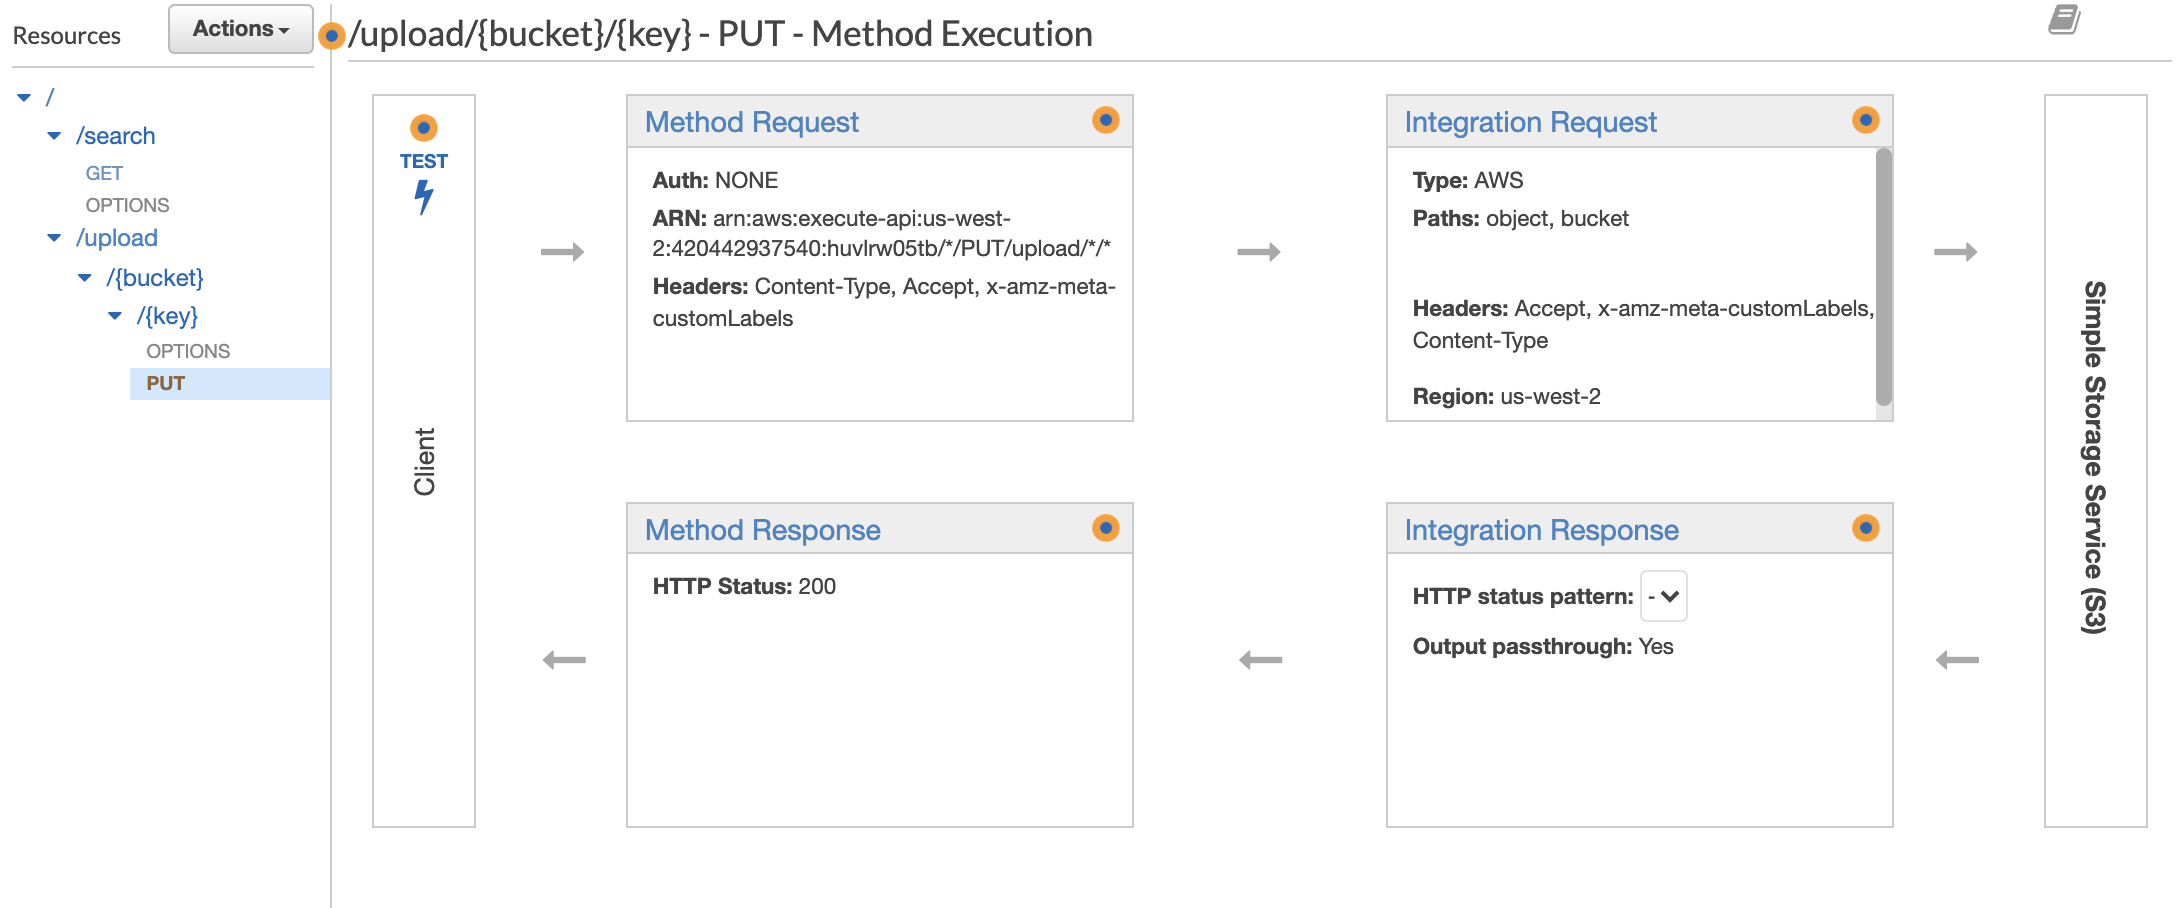 Resources
Actions
/
/search
GET
OPTIONS
/upload
/{bucket}
/{key}
OPTIONS
PUT
/upload/{bucket}/{key} - PUT - Method Execution
TEST
Client
Method Request
Auth: NONE
ARN: arn:aws:execute-api:us-west-
2:420442937540:huvlrw05tb/*/PUT/upload/*/*
Headers: Content-Type, Accept, x-amz-meta-
customLabels
Integration Request
Type: AWS
Paths: object, bucket
Headers: Accept, x-amz-meta-customLabels,
Content-Type
Region: us-west-2
Method Response
HTTP Status: 200
Integration Response
HTTP status pattern: -
Output passthrough: Yes
Simple Storage Service (S3)